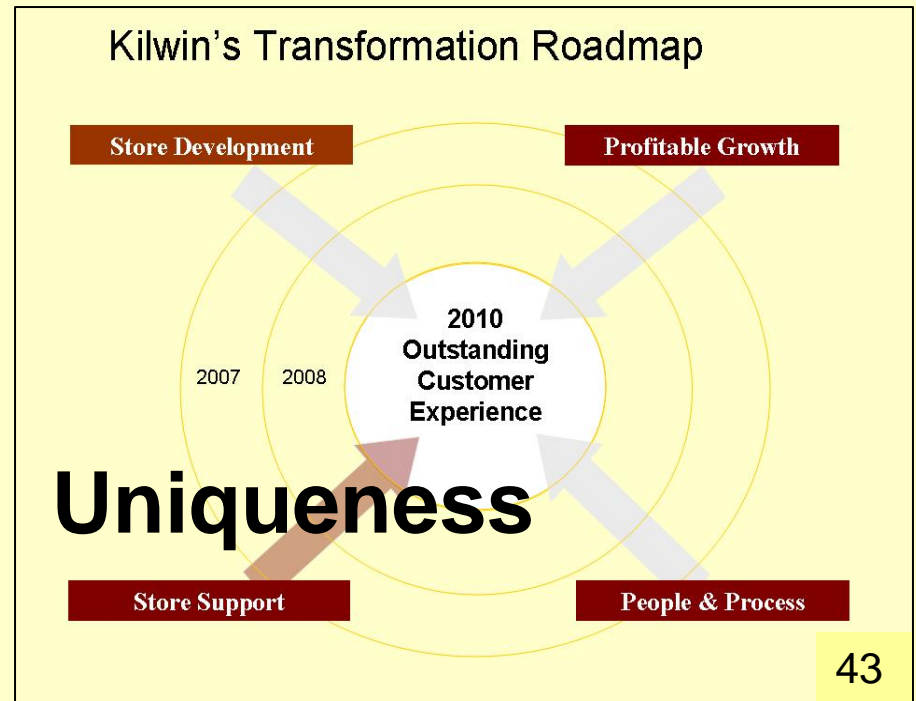 Kilwin's Transformation Roadmap
Store Development
Profitable Growth
2010
Outstanding
Customer
Experience
2007
2008
Uniqueness
Store Support
People & Process
43